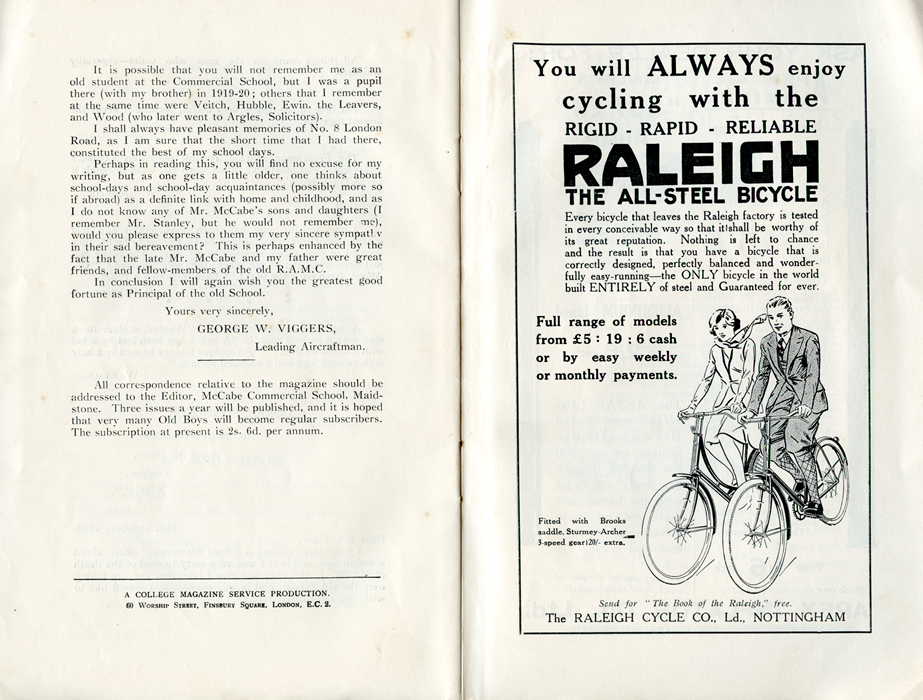 It is possible that you will not remember me as an
old student at the Commercial School, but I was a pupil
there (with my brother) in 1919-20; others that I remember
at the same time were Veitch, Hubble, Ewin, the Leavers,
and Wood (who later went to Argles, Solicitors).
I shall always have pleasant memories of No. 8 London
Road, as I am sure that the short time that I had there,
constituted the best of my school days.
Perhaps in reading this, you will find no excuse for my
writing, but as one gets a little older, one thinks about
school-days and school-day acquaintances (possibly more so
if abroad) as a definite link with home and childhood, and as
I do not know any of Mr. McCabe's sons and daughters (I
remember Mr. Stanley, but he would not remember me),
would you please express to them my very sincere sympathy
in their sad bereavement? This is perhaps enhanced by the
fact that the late Mr. McCabe and my father were great
friends, and fellow-members of the old R.A.M.C.
In conclusion I will again wish you the greatest good
fortune as Principal of the old School.
Yours very sincerely,
GEORGE W. VIGGERS,
Leading Aircraftman.
All correspondence relative to the magazine should be
addressed to the Editor, McCabe Commercial School, Maid-
stone. Three issues a year will be published, and it is hoped
that very many Old Boys will become regular subscribers.
The subscription at present is 2s. 6d. per annum.
A COLLEGE MAGAZINE SERVICE PRODUCTION.
60 WORSHIP STREET, FINSBURY SQUARE, LONDON, E.C. 2.
You will ALWAYS enjoy
cycling with the
RIGID - RAPID - RELIABLE
RALEIGH
THE ALL-STEEL BICYCLE
Every bicycle that leaves the Raleigh factory is tested
in every conceivable way so that it shall be worthy of
its great reputation. Nothing is left to chance
and the result is that you have a bicycle that is
correctly designed, perfectly balanced and wonder-
fully easy-running—the ONLY bicycle in the world
built ENTIRELY of steel and Guaranteed for ever.
Full range of models
from £5 : 19 : 6 cash
or by easy weekly
or monthly payments.
Fitted with Brooks
saddle, Sturmey-Archer
3-speed gear 20/- extra.
Send for "The Book of the Raleigh," free.
The RALEIGH CYCLE CO., Ld., NOTTINGHAM